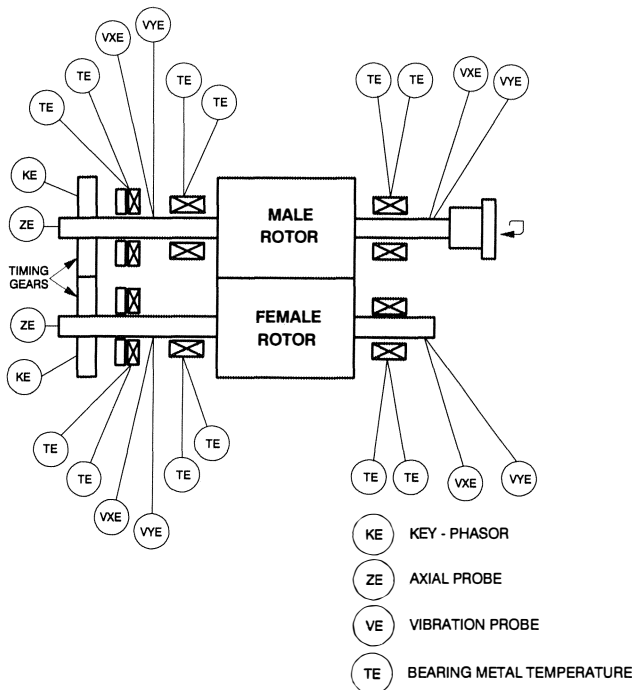 VYE
VXE
TE
TE
TE
TE
TE
TE
VXE
VYE
KE
ZE
MALE
ROTOR
TIMING
GEARS
ZE
FEMALE
ROTOR
KE
TE
TE
TE
TE
VXE
VYE
TE
TE
VXE
VYE
KE KEY - PHASOR
ZE AXIAL PROBE
VE VIBRATION PROBE
TE BEARING METAL TEMPERATURE